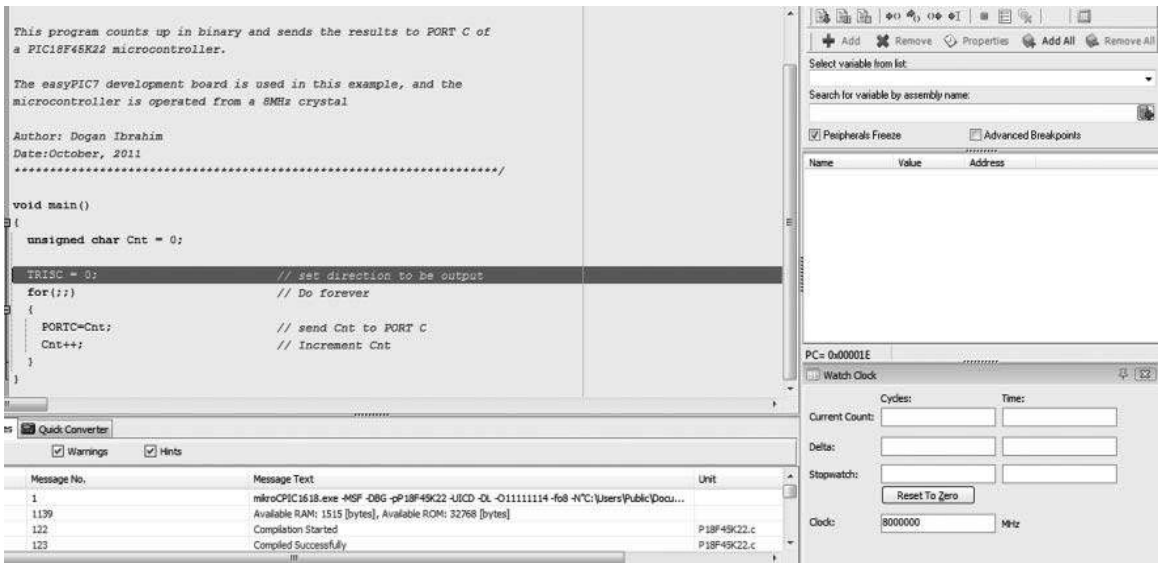 This program counts up in binary and sends the results to PORT C of
a PIC18F45K22 microcontroller.
The easyPIC7 development board is used in this example, and the
microcontroller is operated from a 8MHz crystal
Author: Dogan Ibrahim
Date:October, 2011
**********************************************************************/
void main()
{
unsigned char Cnt = 0;
TRISC = 0; // set direction to be output
for(;;) // Do forever
{
PORTC=Cnt; // send Cnt to PORT C
Cnt++; // Increment Cnt
}
}
Quick Converter
Warnings Hints
Message No. Message Text Unit
1 mikroCPIC1618.exe -MSF -DBG -pP18F45K22 -UICD -DL -O11111114 -fo8 -N"C:\Users\Public\Docu...
1139 Available RAM: 1515 [bytes], Available ROM: 32768 [bytes]
122 Compilation Started P18F45K22.c
123 Compiled Successfully P18F45K22.c
Add Remove Properties Add All Remove All
Select variable from list:
Search for variable by assembly name:
Peripherals Freeze Advanced Breakpoints
Name Value Address
PC= 0x00001E
Watch Clock
Cycles: Time:
Current Count:
Delta:
Stopwatch:
Reset To Zero
Clock: 8000000 MHz